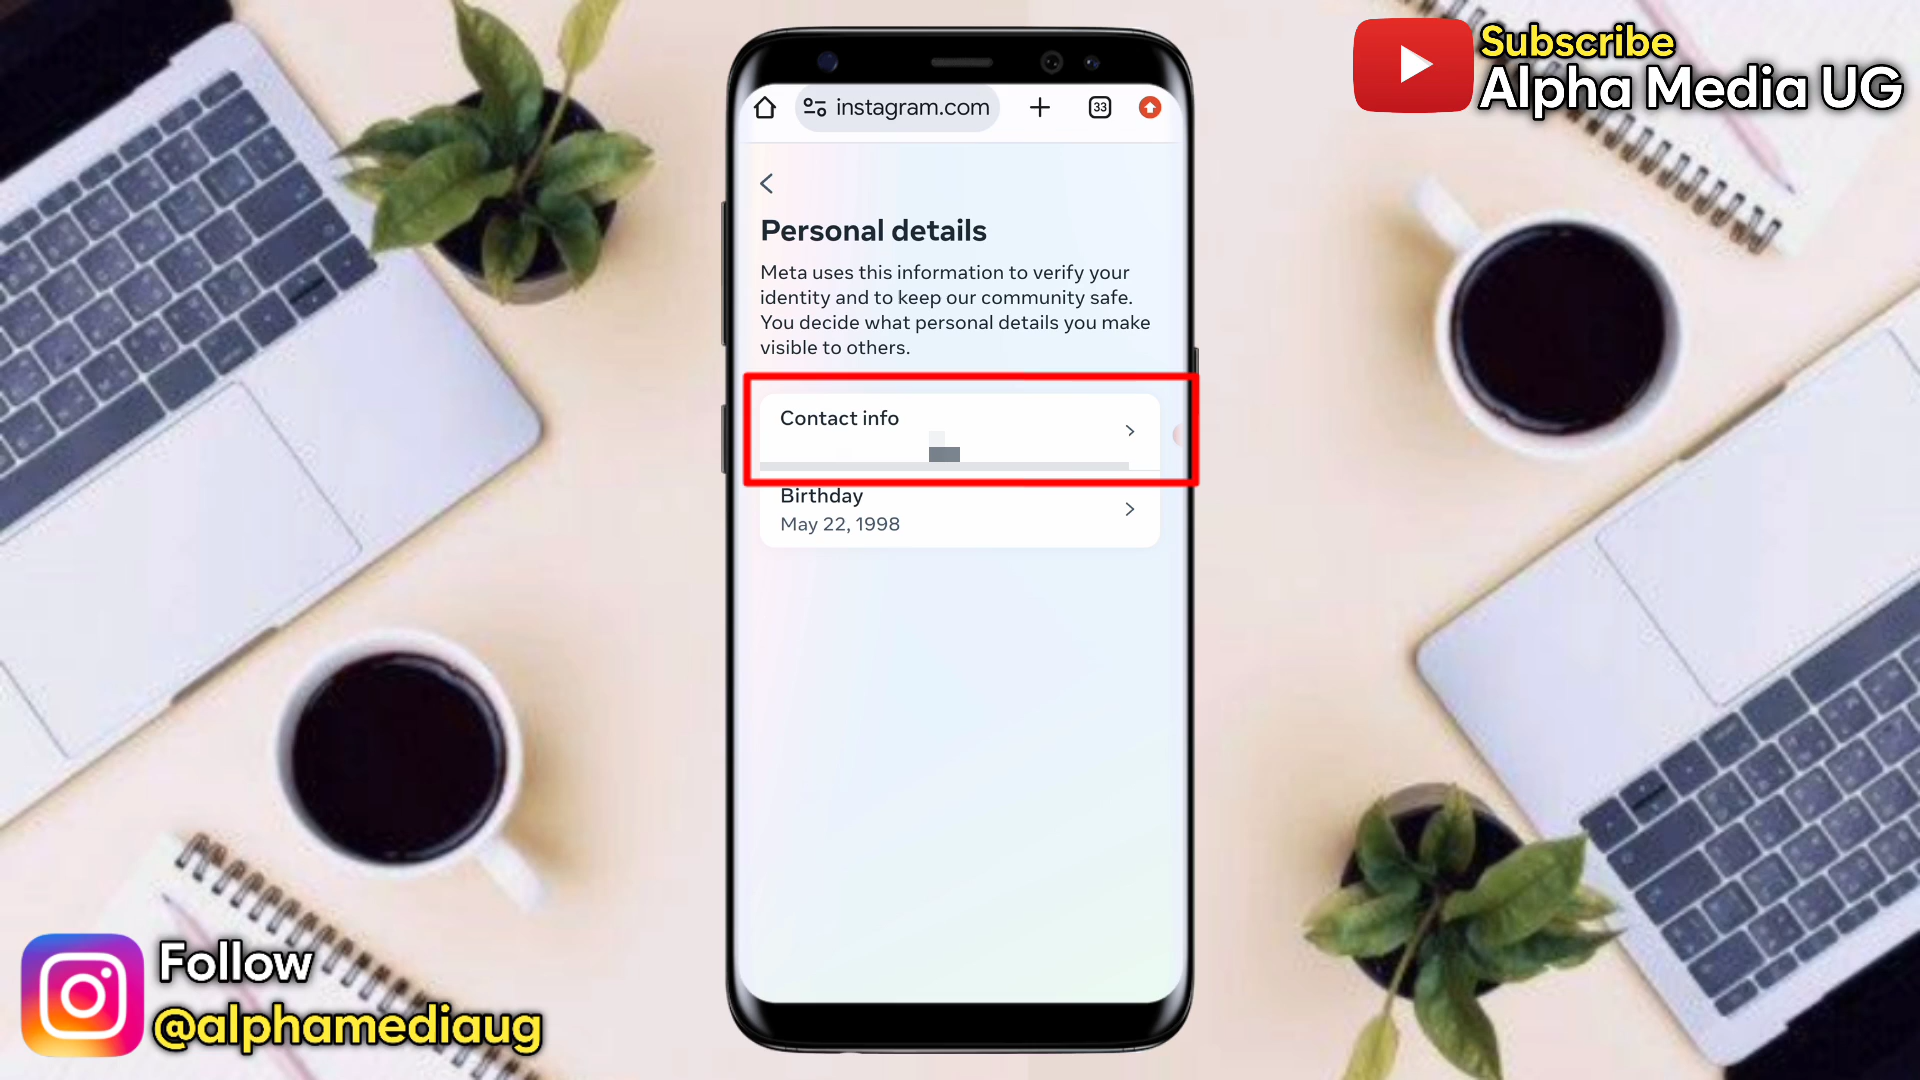 Subscribe
Alpha Media UG
instagram.com
33
Personal details
Meta uses this information to verify your
identity and to keep our community safe.
You decide what personal details you make
visible to others.
Contact info
Birthday
May 22, 1998
Follow
@alphamediaug